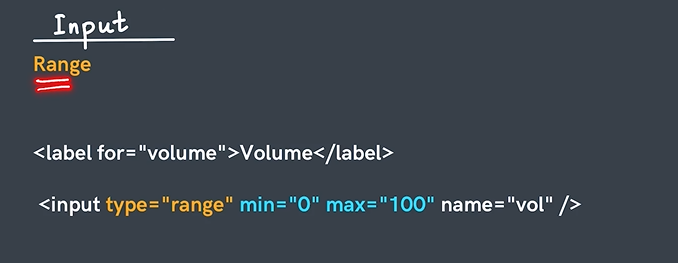 Input
Range
<label for="volume">Volume</label>
<input type="range" min="0" max="100" name="vol" />